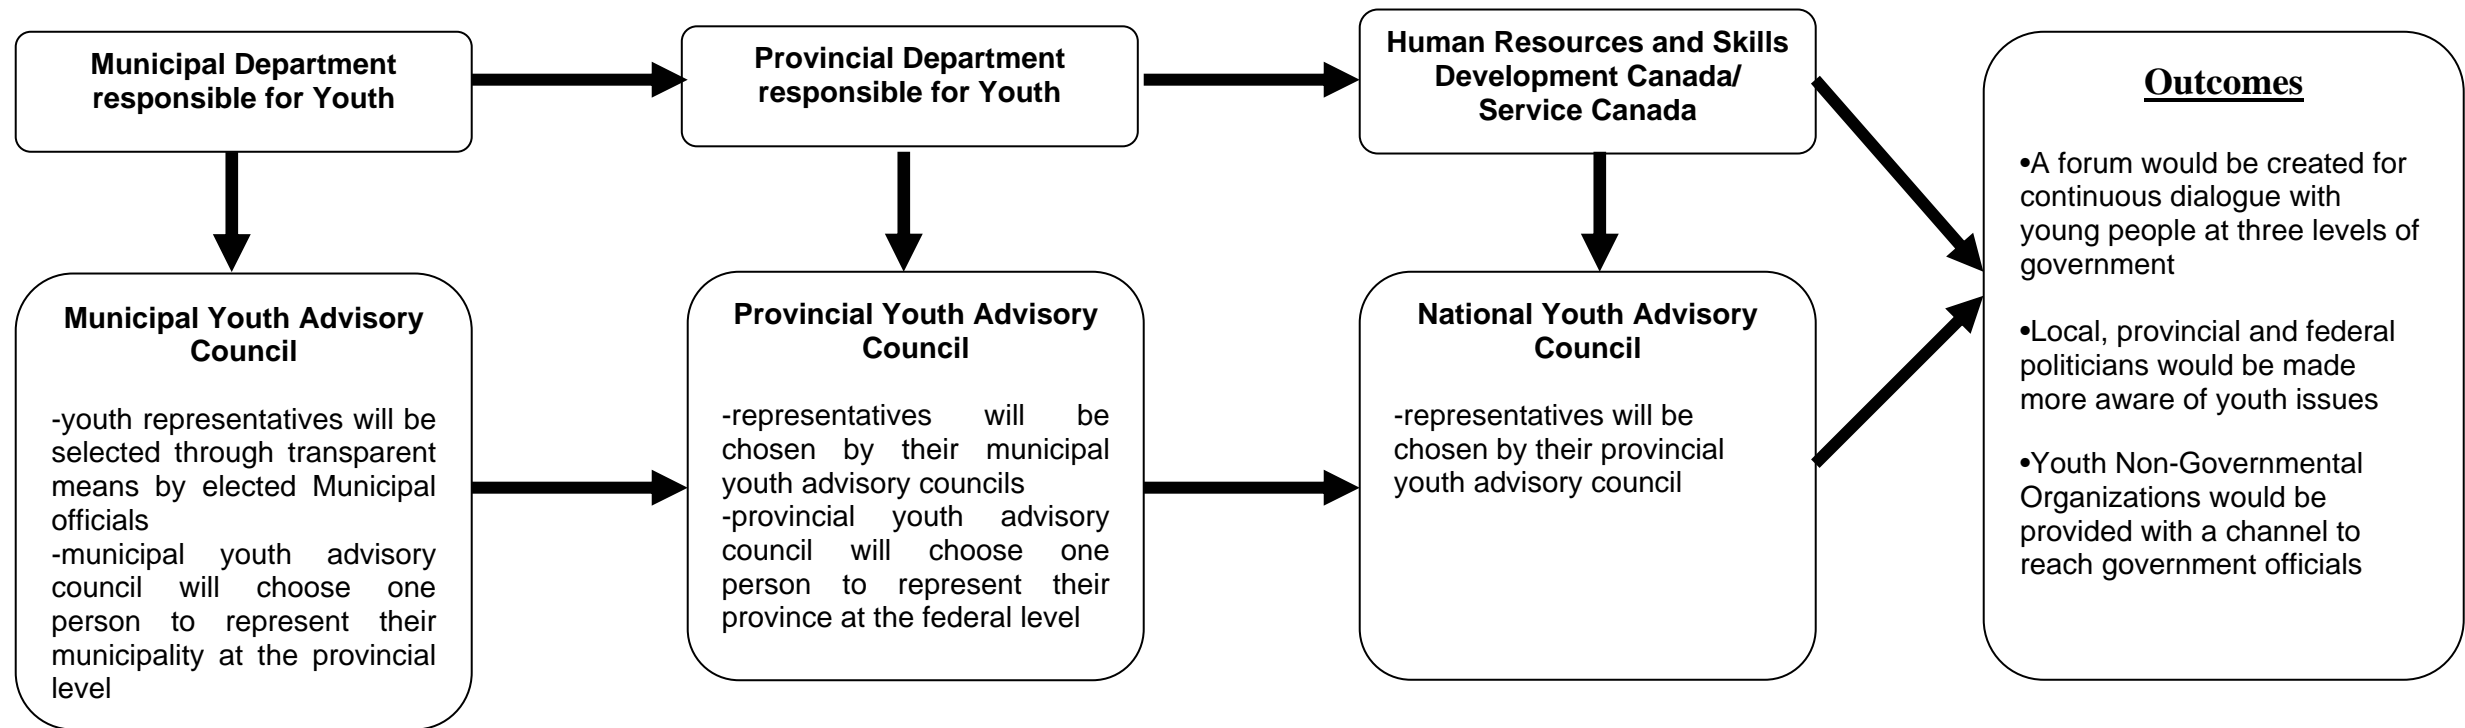 Municipal Department
responsible for Youth
Provincial Department
responsible for Youth
Human Resources and Skills
Development Canada/
Service Canada
Municipal Youth Advisory
Council
-youth representatives will be
selected through transparent
means by elected Municipal
officials
-municipal youth advisory
council will choose one
person to represent their
municipality at the provincial
level
Provincial Youth Advisory
Council
-representatives will be
chosen by their municipal
youth advisory councils
-provincial youth advisory
council will choose one
person to represent their
province at the federal level
National Youth Advisory
Council
-representatives will be
chosen by their provincial
youth advisory council
Outcomes
•A forum would be created for
continuous dialogue with
young people at three levels of
government
•Local, provincial and federal
politicians would be made
more aware of youth issues
•Youth Non-Governmental
Organizations would be
provided with a channel to
reach government officials